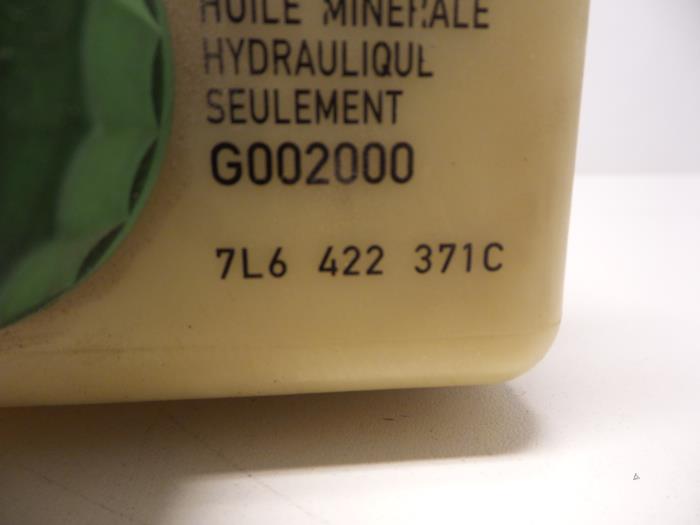 HUILE MINERALE
HYDRAULIQUE
SEULEMENT
G002000
7L6 422 371C